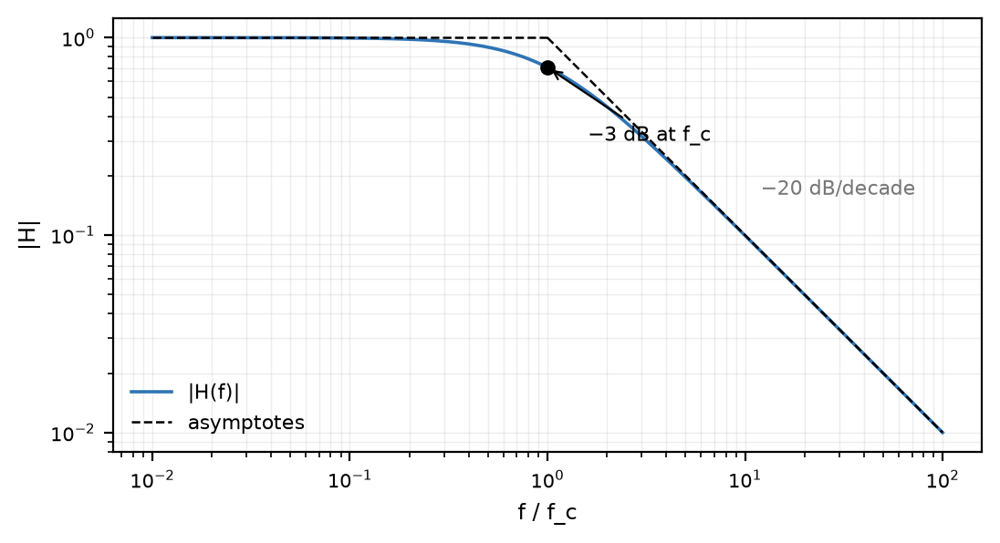 10⁰
10⁻¹
10⁻²
|H|
−3 dB at f_c
−20 dB/decade
|H(f)|
asymptotes
10⁻² 10⁻¹ 10⁰ 10¹ 10²
f / f_c